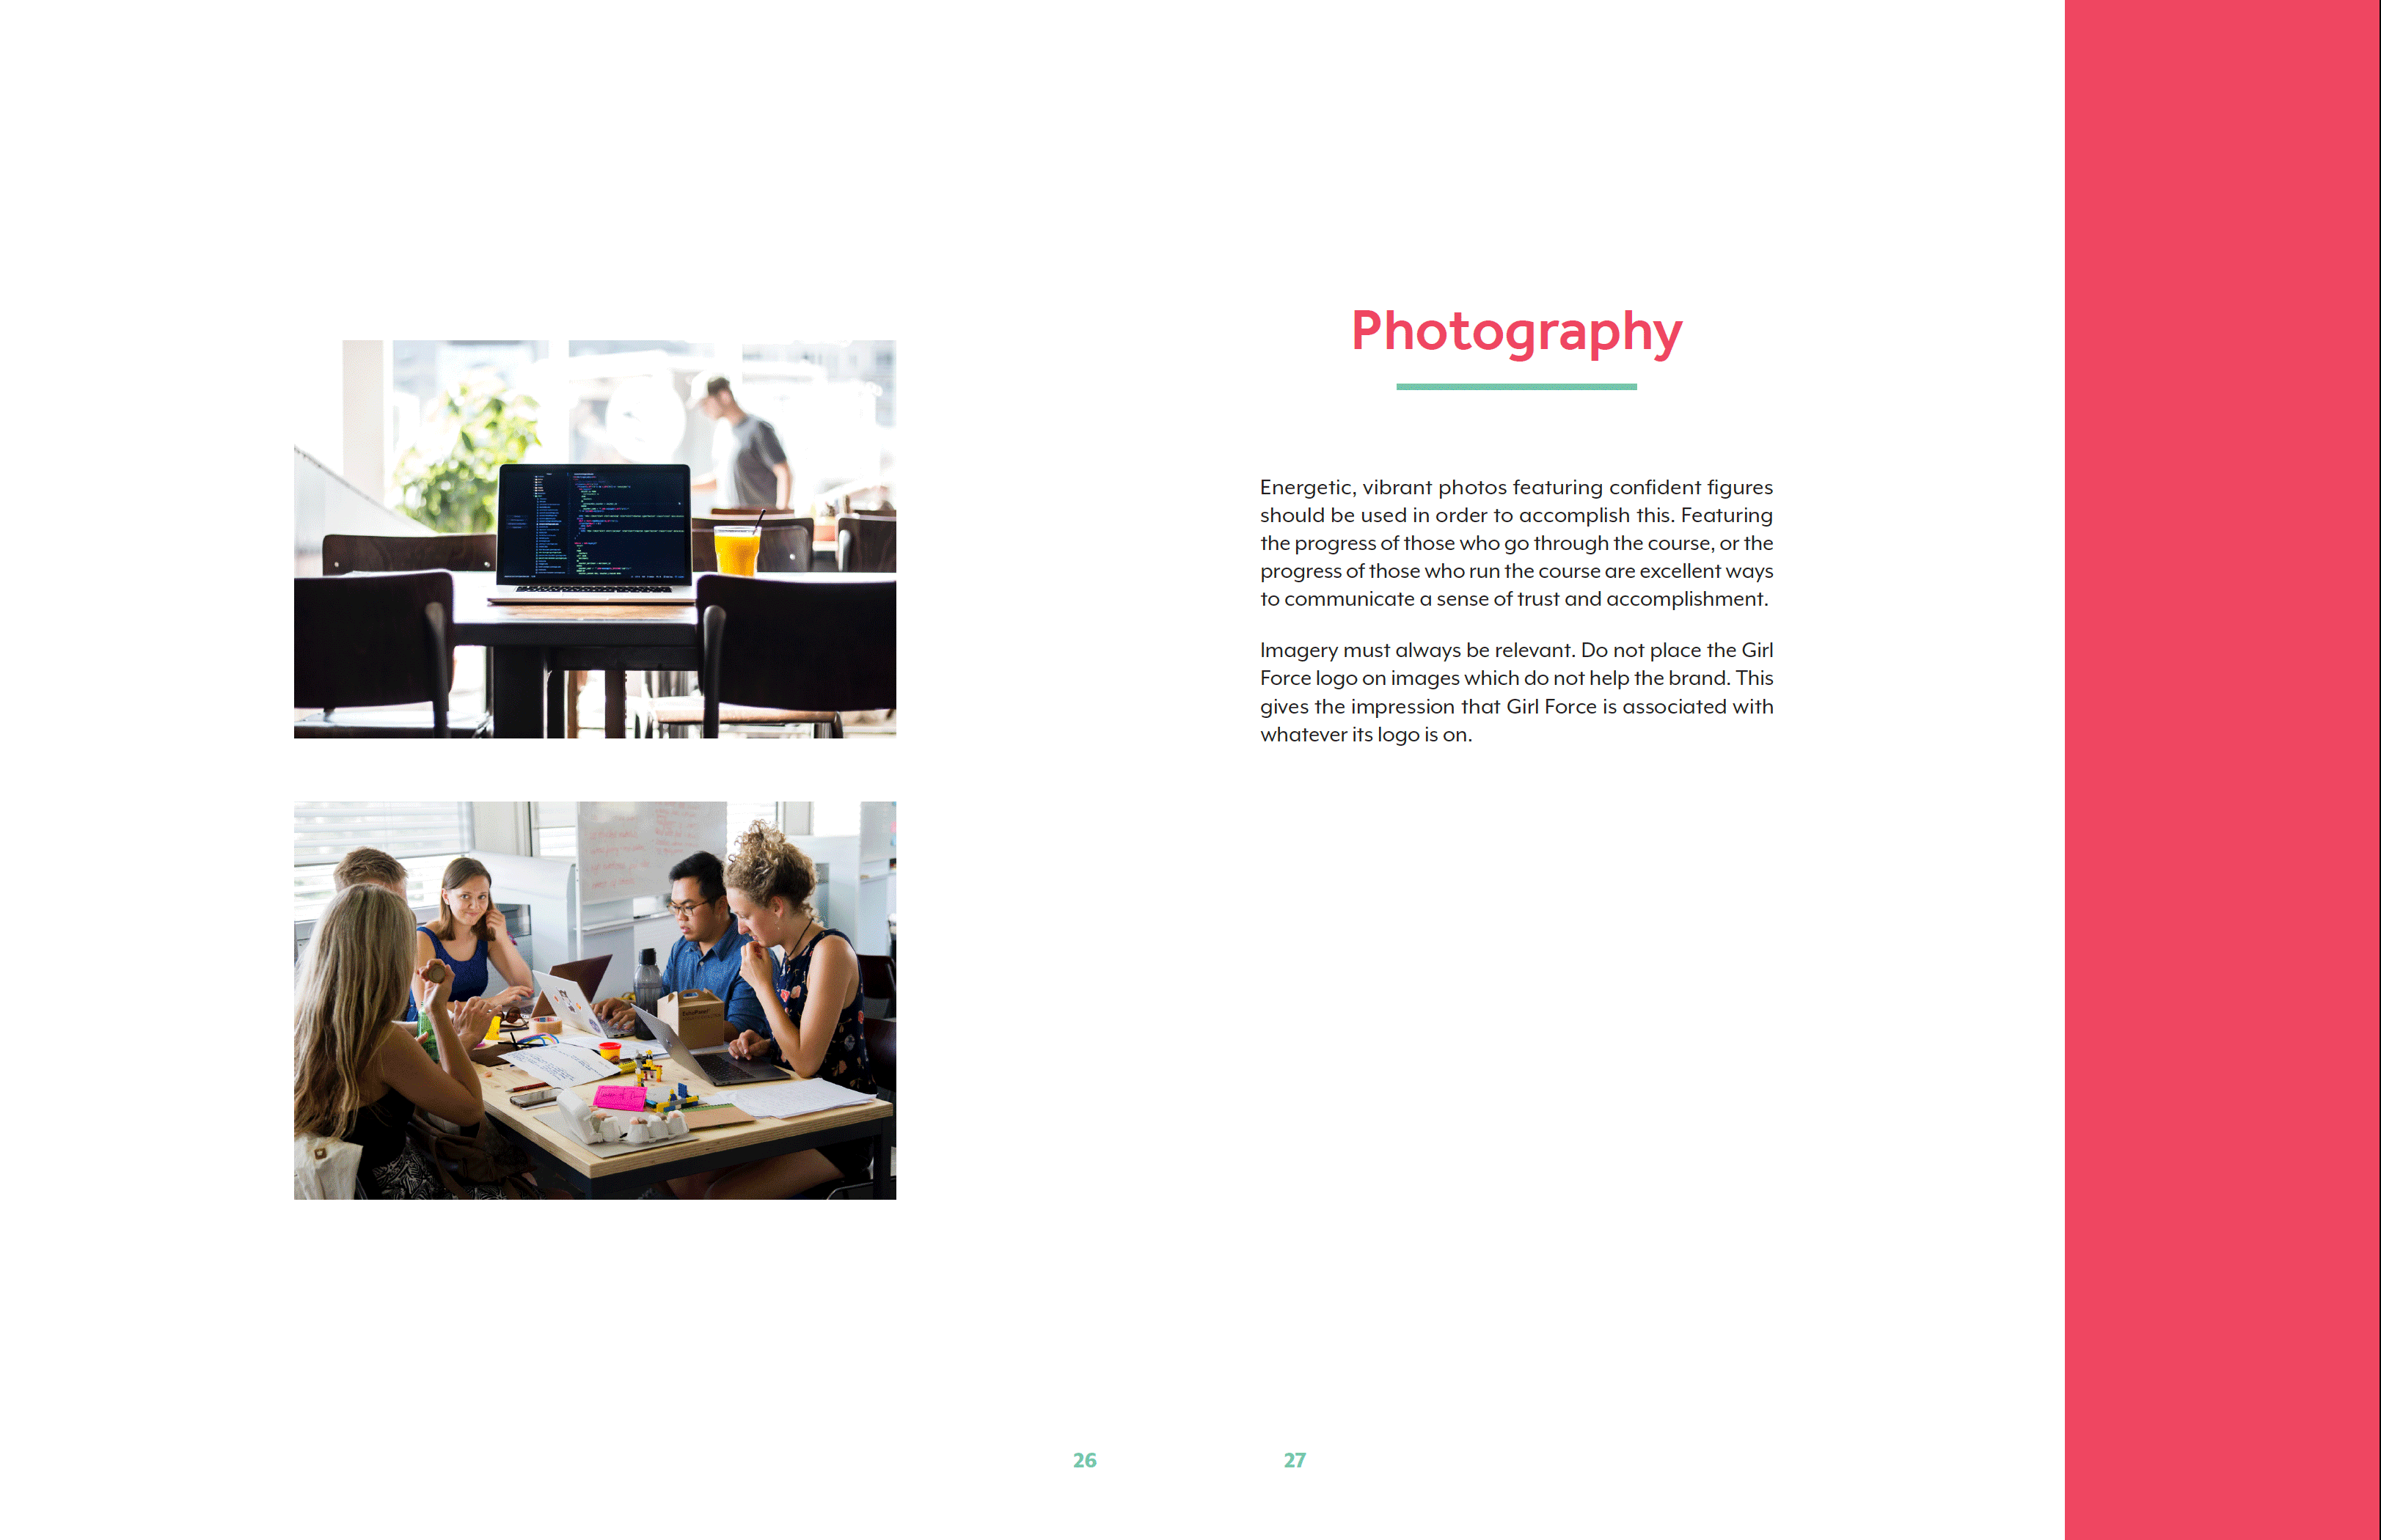 Photography
Energetic, vibrant photos featuring confident figures
should be used in order to accomplish this. Featuring
the progress of those who go through the course, or the
progress of those who run the course are excellent ways
to communicate a sense of trust and accomplishment.
Imagery must always be relevant. Do not place the Girl
Force logo on images which do not help the brand. This
gives the impression that Girl Force is associated with
whatever its logo is on.
26
27